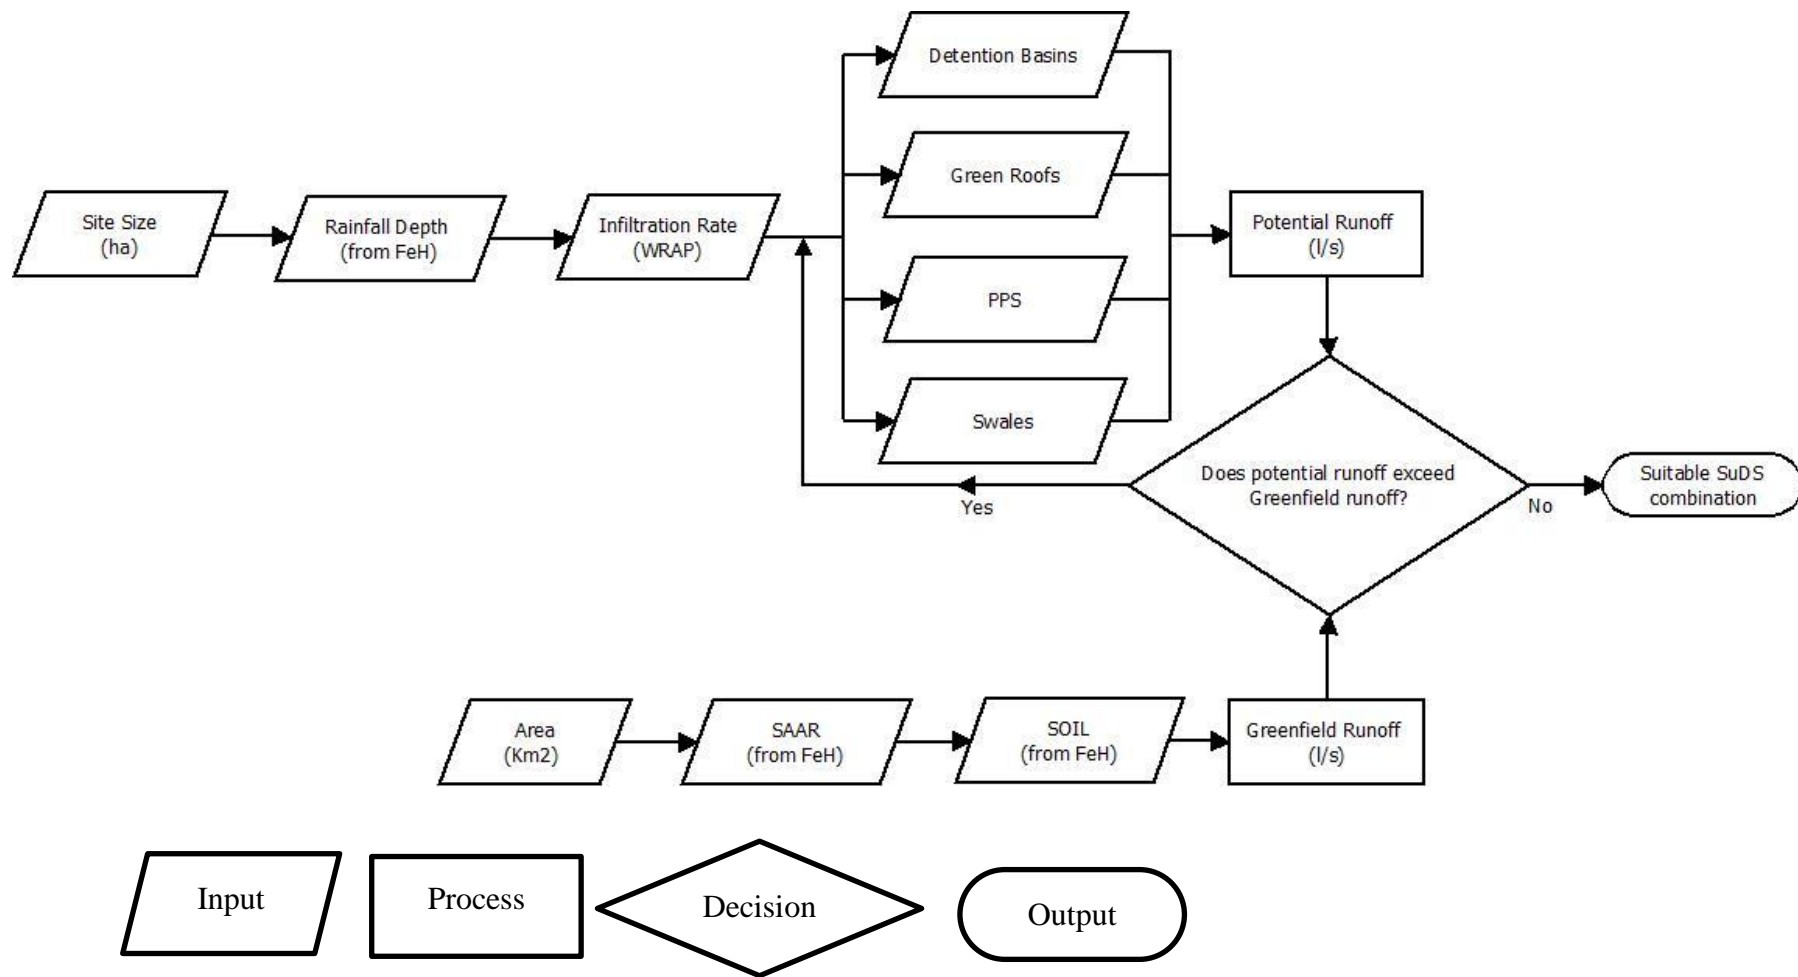 Detention Basins
Green Roofs
Site Size
(ha)
Rainfall Depth
(from FeH)
Infiltration Rate
(WRAP)
Potential Runoff
(l/s)
PPS
Swales
Does potential runoff exceed
Greenfield runoff?
Yes
No
Suitable SuDS
combination
Area
(Km2)
SAAR
(from FeH)
SOIL
(from FeH)
Greenfield Runoff
(l/s)
Input
Process
Decision
Output